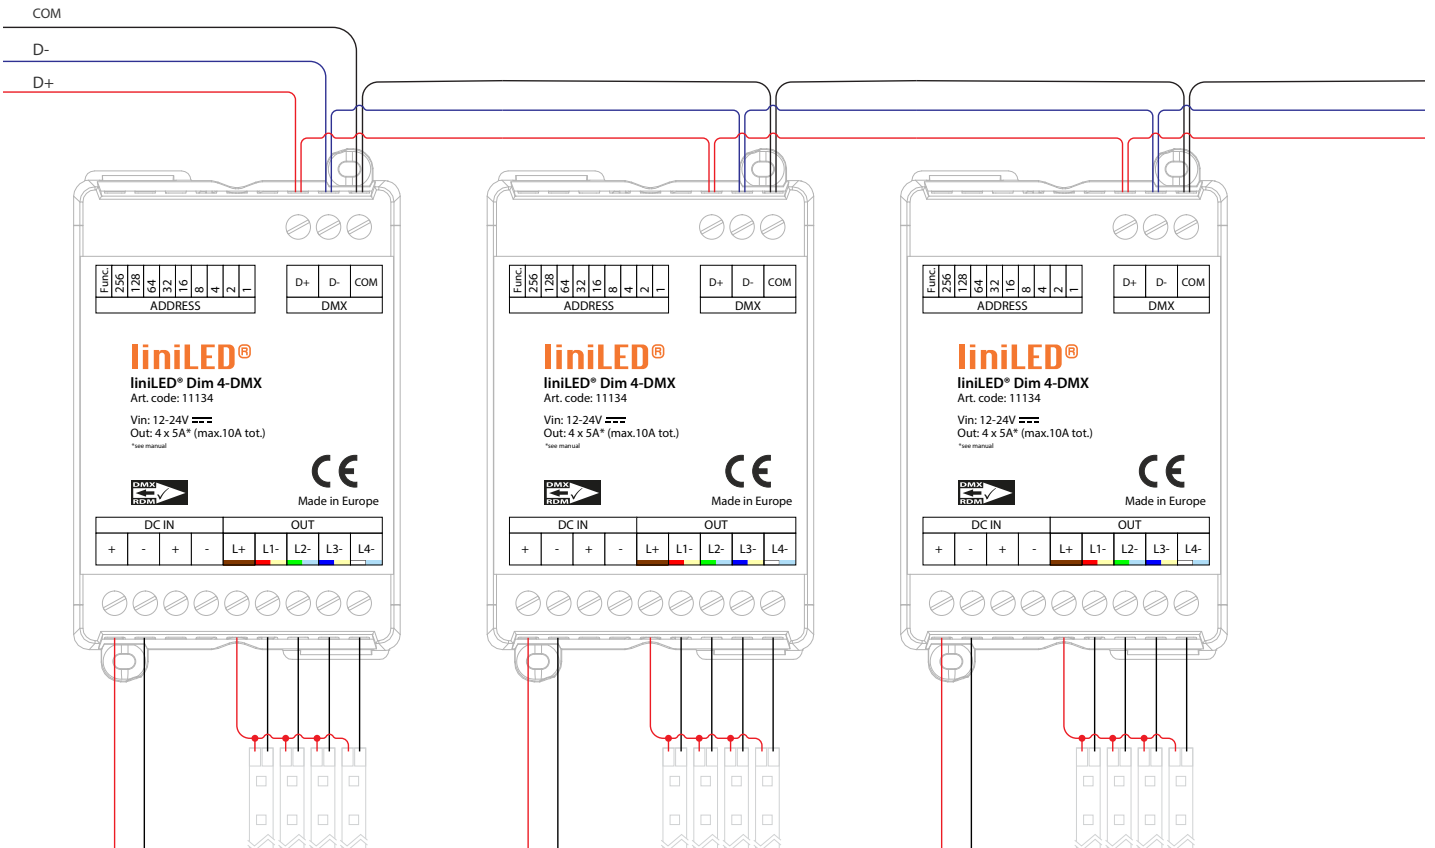 COM
D-
D+
Func. 256 128 64 32 16 8 4 2 1
ADDRESS
D+ D- COM
DMX
liniLED®
liniLED® Dim 4-DMX
Art. code: 11134
Vin: 12-24V
Out: 4 x 5A* (max.10A tot.)
*see manual
DMX
RDM
CE
Made in Europe
DC IN OUT
+ - + - L+ L1- L2- L3- L4-
Func. 256 128 64 32 16 8 4 2 1
ADDRESS
D+ D- COM
DMX
liniLED®
liniLED® Dim 4-DMX
Art. code: 11134
Vin: 12-24V
Out: 4 x 5A* (max.10A tot.)
*see manual
DMX
RDM
CE
Made in Europe
DC IN OUT
+ - + - L+ L1- L2- L3- L4-
Func. 256 128 64 32 16 8 4 2 1
ADDRESS
D+ D- COM
DMX
liniLED®
liniLED® Dim 4-DMX
Art. code: 11134
Vin: 12-24V
Out: 4 x 5A* (max.10A tot.)
*see manual
DMX
RDM
CE
Made in Europe
DC IN OUT
+ - + - L+ L1- L2- L3- L4-